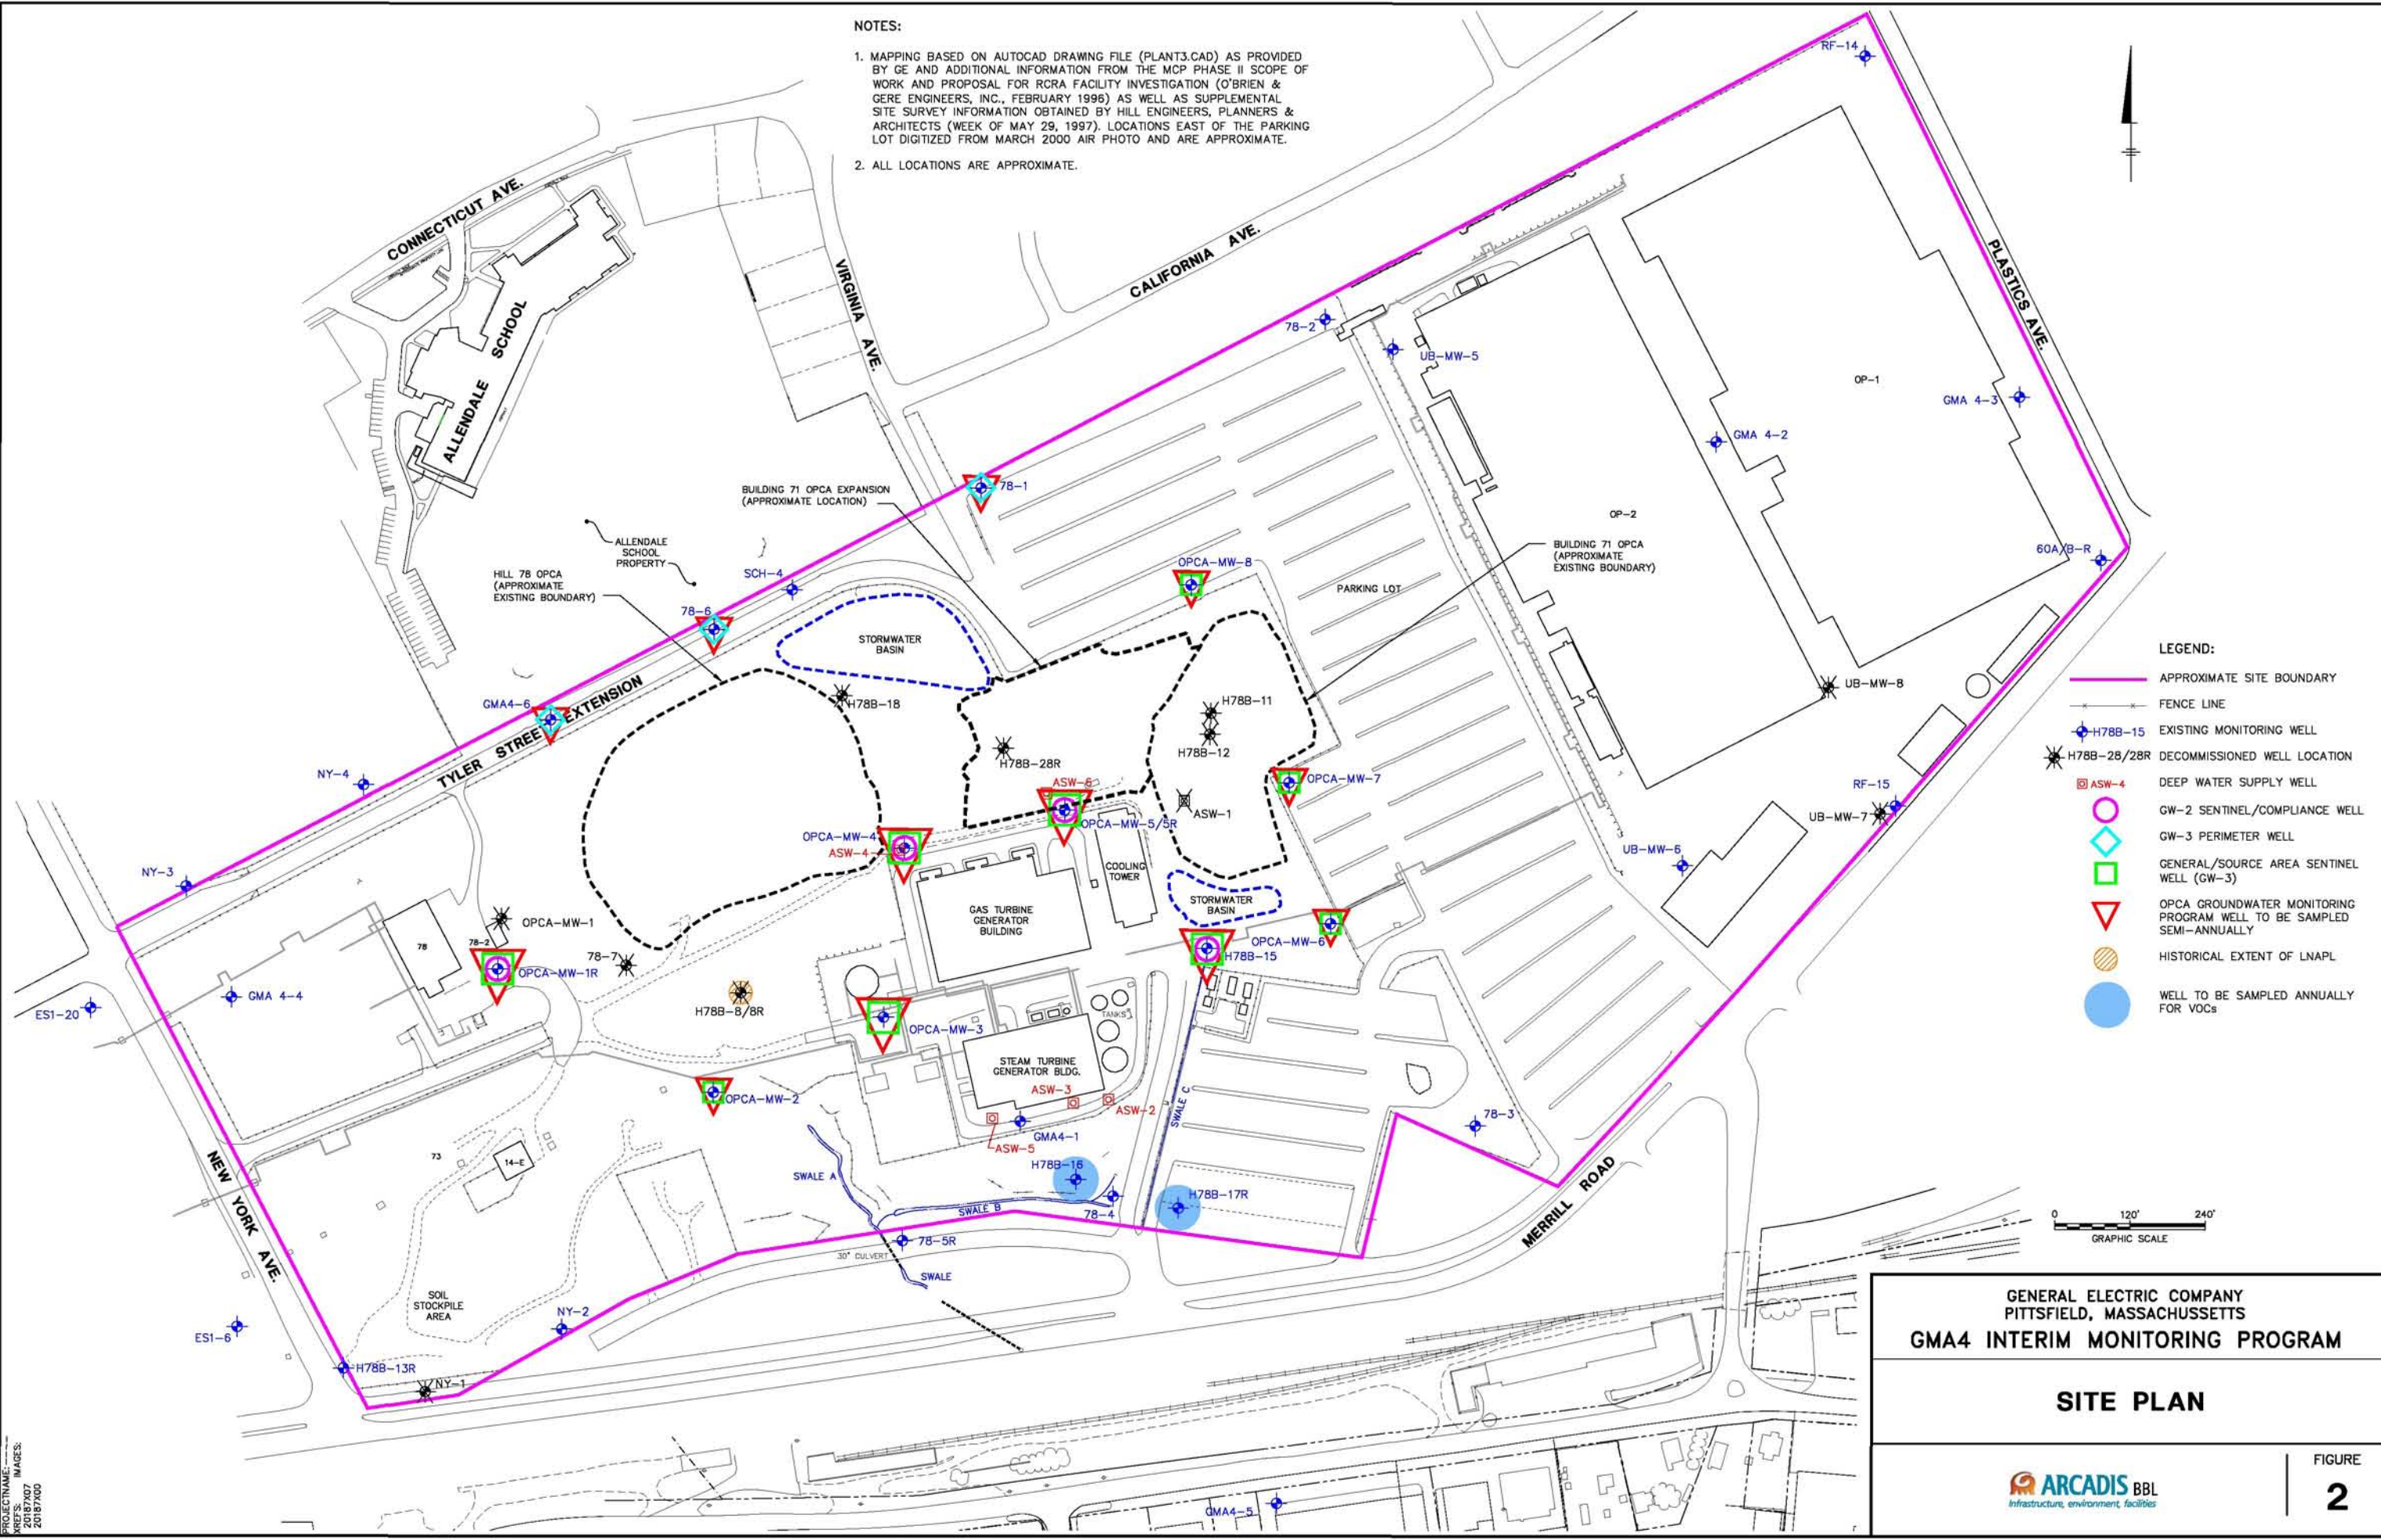 NOTES:
1. MAPPING BASED ON AUTOCAD DRAWING FILE (PLANT3.CAD) AS PROVIDED
BY GE AND ADDITIONAL INFORMATION FROM THE MCP PHASE II SCOPE OF
WORK AND PROPOSAL FOR RCRA FACILITY INVESTIGATION (O'BRIEN &
GERE ENGINEERS, INC., FEBRUARY 1996) AS WELL AS SUPPLEMENTAL
SITE SURVEY INFORMATION OBTAINED BY HILL ENGINEERS, PLANNERS &
ARCHITECTS (WEEK OF MAY 29, 1997). LOCATIONS EAST OF THE PARKING
LOT DIGITIZED FROM MARCH 2000 AIR PHOTO AND ARE APPROXIMATE.
2. ALL LOCATIONS ARE APPROXIMATE.
RF-14
CONNECTICUT AVE.
ALLENDALE SCHOOL
VIRGINIA AVE.
CALIFORNIA AVE.
PLASTICS AVE.
78-2
UB-MW-5
OP-1
GMA 4-3
GMA 4-2
78-1
BUILDING 71 OPCA EXPANSION
(APPROXIMATE LOCATION)
OP-2
BUILDING 71 OPCA
(APPROXIMATE
EXISTING BOUNDARY)
60A/B-R
ALLENDALE
SCHOOL
PROPERTY
HILL 78 OPCA
(APPROXIMATE
EXISTING BOUNDARY)
SCH-4
OPCA-MW-8
PARKING LOT
78-6
STORMWATER
BASIN
GMA4-6
TYLER STREET EXTENSION
H78B-18
H78B-11
H78B-12
H78B-28R
UB-MW-8
NY-4
ASW-6
OPCA-MW-7
ASW-1
OPCA-MW-5/5R
OPCA-MW-4
ASW-4
RF-15
UB-MW-7
UB-MW-6
COOLING
TOWER
NY-3
GAS TURBINE
GENERATOR
BUILDING
STORMWATER
BASIN
OPCA-MW-1
78
78-2
OPCA-MW-6
H78B-15
78-7
OPCA-MW-1R
GMA 4-4
ES1-20
H78B-8/8R
OPCA-MW-3
TANKS
STEAM TURBINE
GENERATOR BLDG.
ASW-3
ASW-2
OPCA-MW-2
SWALE C
78-3
GMA4-1
ASW-5
73
14-E
H78B-16
SWALE A
H78B-17R
SWALE B
78-4
NEW YORK AVE.
78-5R
30" CULVERT
SWALE
MERRILL ROAD
SOIL
STOCKPILE
AREA
NY-2
ES1-6
H78B-13R
NY-1
GMA4-5
LEGEND:
APPROXIMATE SITE BOUNDARY
FENCE LINE
H78B-15 EXISTING MONITORING WELL
H78B-28/28R DECOMMISSIONED WELL LOCATION
ASW-4 DEEP WATER SUPPLY WELL
GW-2 SENTINEL/COMPLIANCE WELL
GW-3 PERIMETER WELL
GENERAL/SOURCE AREA SENTINEL
WELL (GW-3)
OPCA GROUNDWATER MONITORING
PROGRAM WELL TO BE SAMPLED
SEMI-ANNUALLY
HISTORICAL EXTENT OF LNAPL
WELL TO BE SAMPLED ANNUALLY
FOR VOCs
0 120' 240'
GRAPHIC SCALE
GENERAL ELECTRIC COMPANY
PITTSFIELD, MASSACHUSSETTS
GMA4 INTERIM MONITORING PROGRAM
SITE PLAN
ARCADIS BBL
Infrastructure, environment, facilities
FIGURE
2
PROJECTNAME: ----
XREFS: IMAGES:
20187X07
20187X00